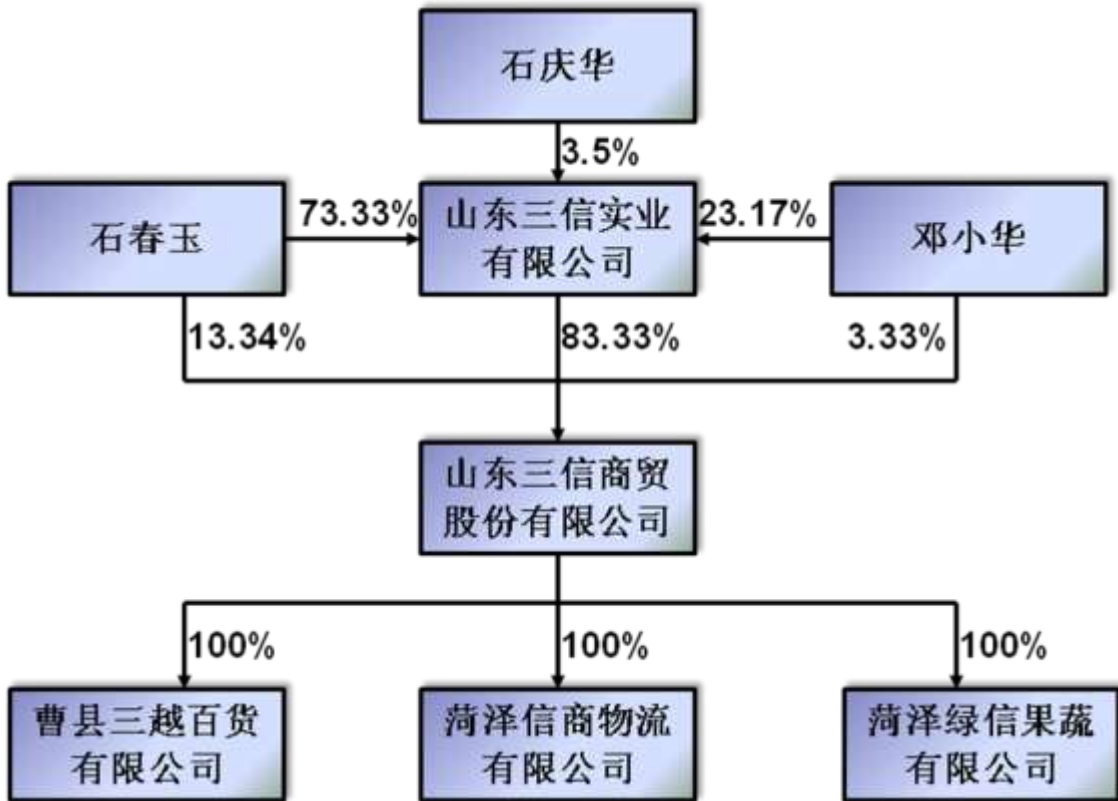 石庆华
3.5%
石春玉
73.33%
山东三信实业
有限公司
23.17%
邓小华
13.34%
83.33%
3.33%
山东三信商贸
股份有限公司
100%
100%
100%
曹县三越百货
有限公司
菏泽信商物流
有限公司
菏泽绿信果蔬
有限公司